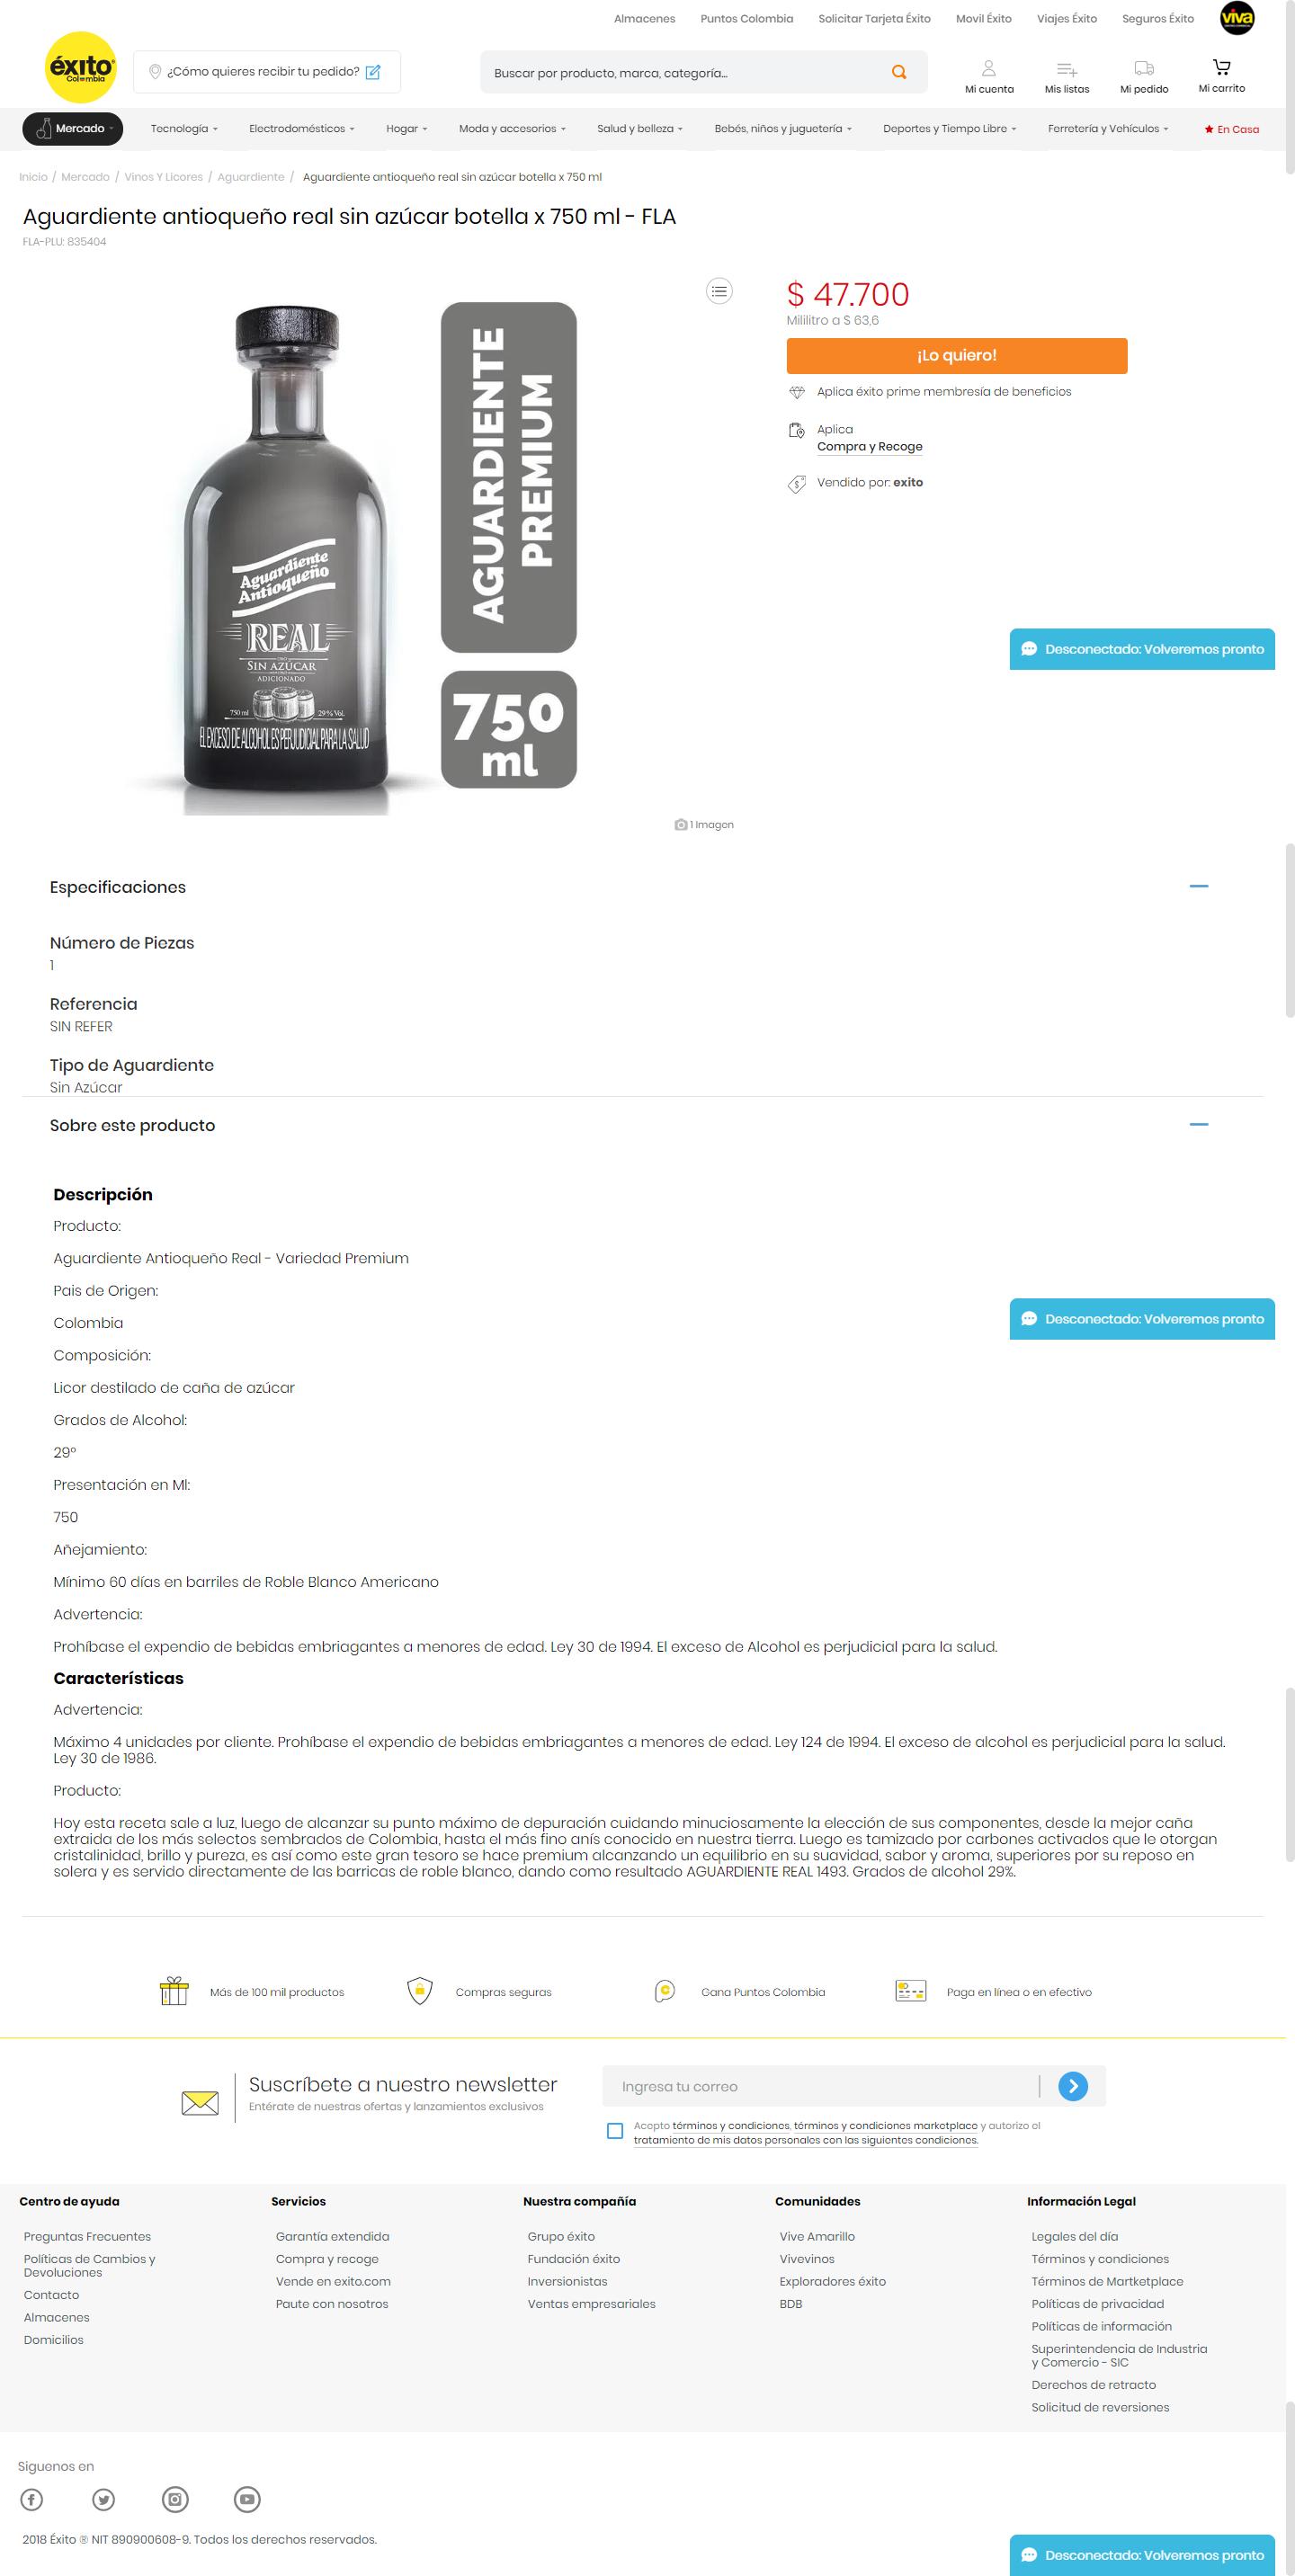 Almacenes Puntos Colombia Solicitar Tarjeta Éxito Movil Éxito Viajes Éxito Seguros Éxito viva
éxito
Colombia
¿Cómo quieres recibir tu pedido?
Buscar por producto, marca, categoría...
Mi cuenta Mis listas Mi pedido Mi carrito
Mercado Tecnología Electrodomésticos Hogar Moda y accesorios Salud y belleza Bebés, niños y juguetería Deportes y Tiempo Libre Ferretería y Vehículos En Casa
Inicio / Mercado / Vinos Y Licores / Aguardiente / Aguardiente antioqueño real sin azúcar botella x 750 ml
Aguardiente antioqueño real sin azúcar botella x 750 ml - FLA
FLA-PLU: 835404
Aguardiente
Antioqueño
REAL
SIN AZÚCAR
ADICIONADO
750 ml 29% Vol.
EL EXCESO DE ALCOHOL ES PERJUDICIAL PARA LA SALUD
AGUARDIENTE
PREMIUM
750
ml
1 Imagen
$ 47.700
Mililitro a $ 63,6
¡Lo quiero!
Aplica éxito prime membresía de beneficios
Aplica
Compra y Recoge
Vendido por: exito
Desconectado: Volveremos pronto
Especificaciones
Número de Piezas
1
Referencia
SIN REFER
Tipo de Aguardiente
Sin Azúcar
Sobre este producto
Descripción
Producto:
Aguardiente Antioqueño Real - Variedad Premium
Pais de Origen:
Colombia
Desconectado: Volveremos pronto
Composición:
Licor destilado de caña de azúcar
Grados de Alcohol:
29°
Presentación en Ml:
750
Añejamiento:
Mínimo 60 días en barriles de Roble Blanco Americano
Advertencia:
Prohíbase el expendio de bebidas embriagantes a menores de edad. Ley 30 de 1994. El exceso de Alcohol es perjudicial para la salud.
Características
Advertencia:
Máximo 4 unidades por cliente. Prohíbase el expendio de bebidas embriagantes a menores de edad. Ley 124 de 1994. El exceso de alcohol es perjudicial para la salud.
Ley 30 de 1986.
Producto:
Hoy esta receta sale a luz, luego de alcanzar su punto máximo de depuración cuidando minuciosamente la elección de sus componentes, desde la mejor caña
extraida de los más selectos sembrados de Colombia, hasta el más fino anís conocido en nuestra tierra. Luego es tamizado por carbones activados que le otorgan
cristalinidad, brillo y pureza, es así como este gran tesoro se hace premium alcanzando un equilibrio en su suavidad, sabor y aroma, superiores por su reposo en
solera y es servido directamente de las barricas de roble blanco, dando como resultado AGUARDIENTE REAL 1493. Grados de alcohol 29%.
Más de 100 mil productos Compras seguras Gana Puntos Colombia Paga en línea o en efectivo
Suscríbete a nuestro newsletter
Entérate de nuestras ofertas y lanzamientos exclusivos
Ingresa tu correo
Acepto términos y condiciones, términos y condiciones marketplace y autorizo el
tratamiento de mis datos personales con las siguientes condiciones.
Centro de ayuda
Preguntas Frecuentes
Políticas de Cambios y
Devoluciones
Contacto
Almacenes
Domicilios
Servicios
Garantía extendida
Compra y recoge
Vende en exito.com
Paute con nosotros
Nuestra compañía
Grupo éxito
Fundación éxito
Inversionistas
Ventas empresariales
Comunidades
Vive Amarillo
Vivevinos
Exploradores éxito
BDB
Información Legal
Legales del día
Términos y condiciones
Términos de Martketplace
Políticas de privacidad
Políticas de información
Superintendencia de Industria
y Comercio - SIC
Derechos de retracto
Solicitud de reversiones
Siguenos en
2018 Éxito ® NIT 890900608-9. Todos los derechos reservados.
Desconectado: Volveremos pronto